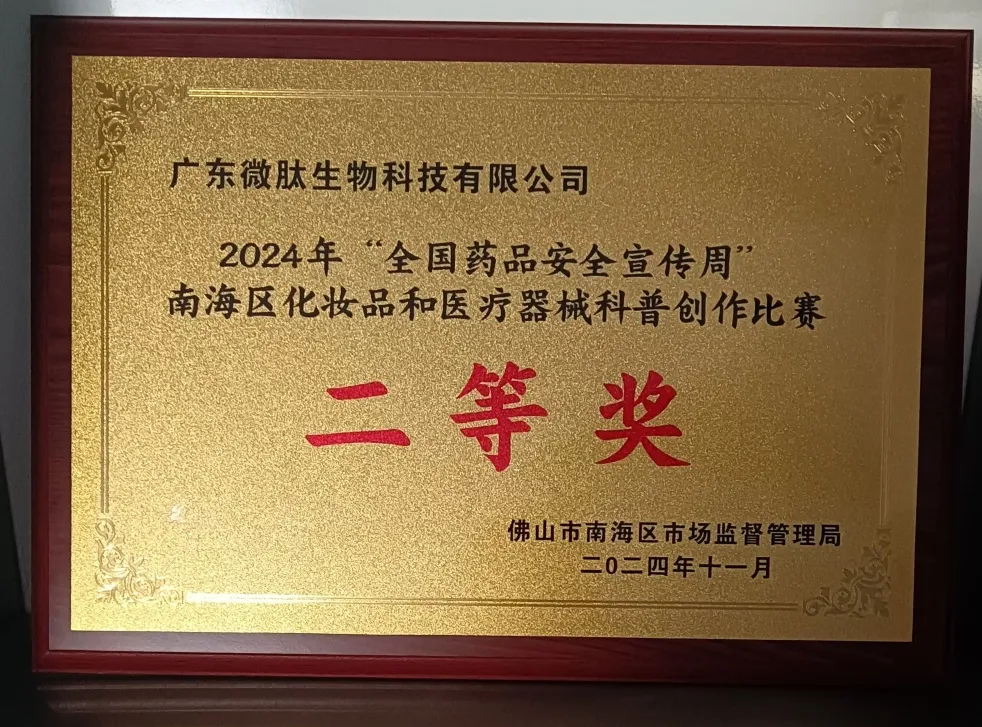 广东微肽生物科技有限公司
2024年“全国药品安全宣传周”
南海区化妆品和医疗器械科普创作比赛
二等奖
佛山市南海区市场监督管理局
二0二四年十一月